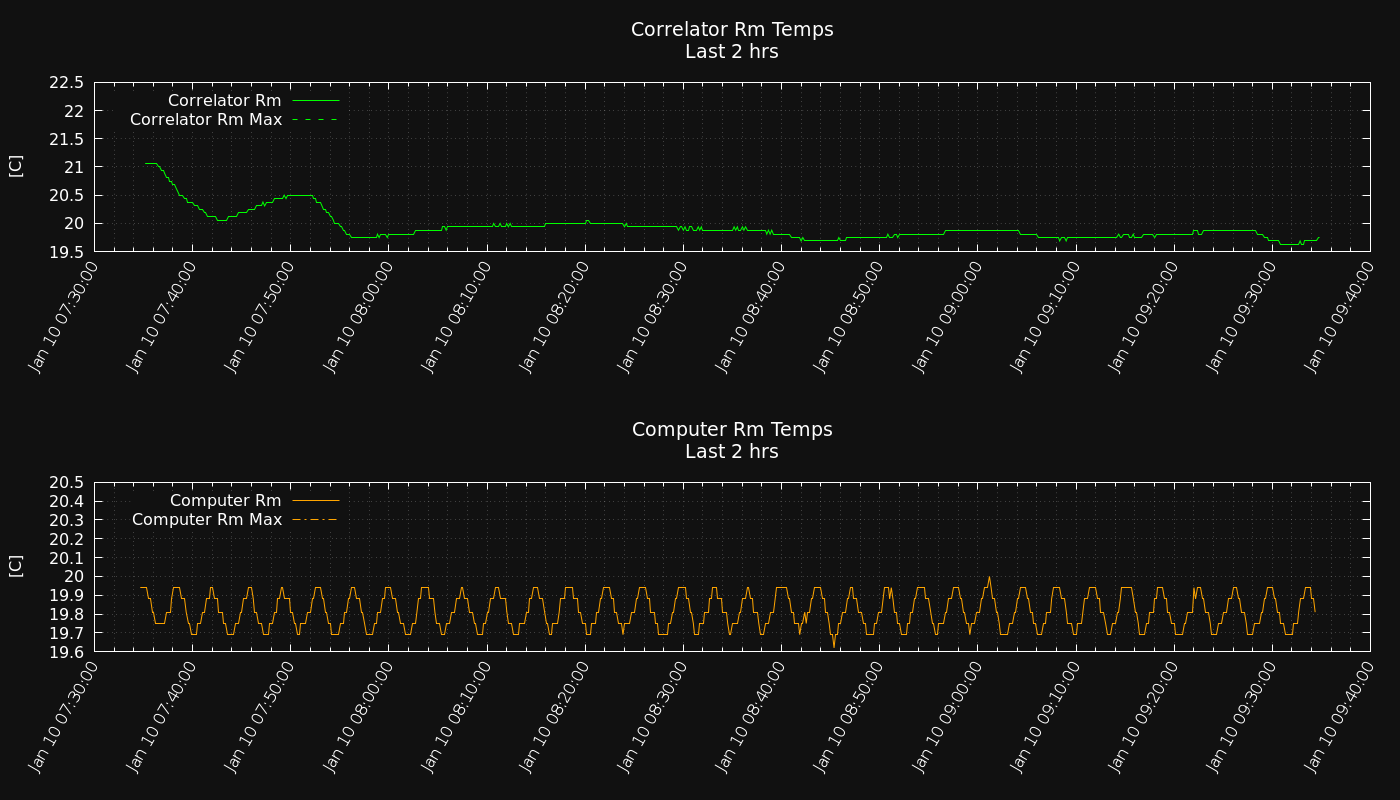 Correlator Rm Temps
Last 2 hrs
[C]
22.5
22
21.5
21
20.5
20
19.5
Correlator Rm
Correlator Rm Max
Jan 10 07:30:00
Jan 10 07:40:00
Jan 10 07:50:00
Jan 10 08:00:00
Jan 10 08:10:00
Jan 10 08:20:00
Jan 10 08:30:00
Jan 10 08:40:00
Jan 10 08:50:00
Jan 10 09:00:00
Jan 10 09:10:00
Jan 10 09:20:00
Jan 10 09:30:00
Jan 10 09:40:00
Computer Rm Temps
Last 2 hrs
[C]
20.5
20.4
20.3
20.2
20.1
20
19.9
19.8
19.7
19.6
Computer Rm
Computer Rm Max
Jan 10 07:30:00
Jan 10 07:40:00
Jan 10 07:50:00
Jan 10 08:00:00
Jan 10 08:10:00
Jan 10 08:20:00
Jan 10 08:30:00
Jan 10 08:40:00
Jan 10 08:50:00
Jan 10 09:00:00
Jan 10 09:10:00
Jan 10 09:20:00
Jan 10 09:30:00
Jan 10 09:40:00